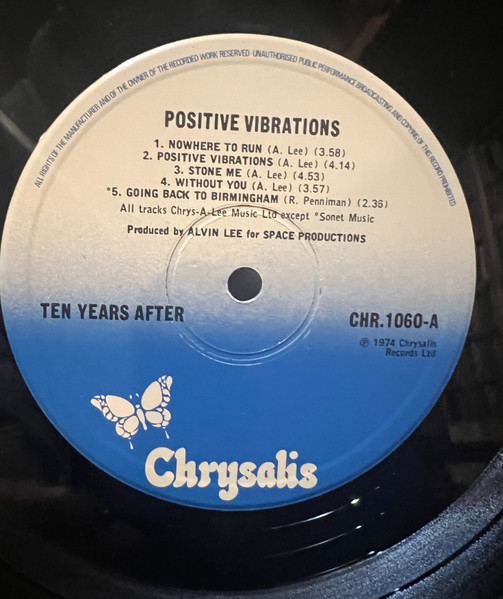 ALL RIGHTS OF THE MANUFACTURER AND OF THE OWNER OF THE RECORDED WORK RESERVED · UNAUTHORISED PUBLIC PERFORMANCE BROADCASTING AND COPYING OF THIS RECORD PROHIBITED
POSITIVE VIBRATIONS
1. NOWHERE TO RUN (A. Lee) (3.58)
2. POSITIVE VIBRATIONS (A. Lee) (4.14)
3. STONE ME (A. Lee) (4.53)
4. WITHOUT YOU (A. Lee) (3.57)
*5. GOING BACK TO BIRMINGHAM (R. Penniman) (2.36)
All tracks Chrys-A-Lee Music Ltd except *Sonet Music
Produced by ALVIN LEE for SPACE PRODUCTIONS
TEN YEARS AFTER
CHR.1060-A
℗ 1974 Chrysalis
Records Ltd
Chrysalis